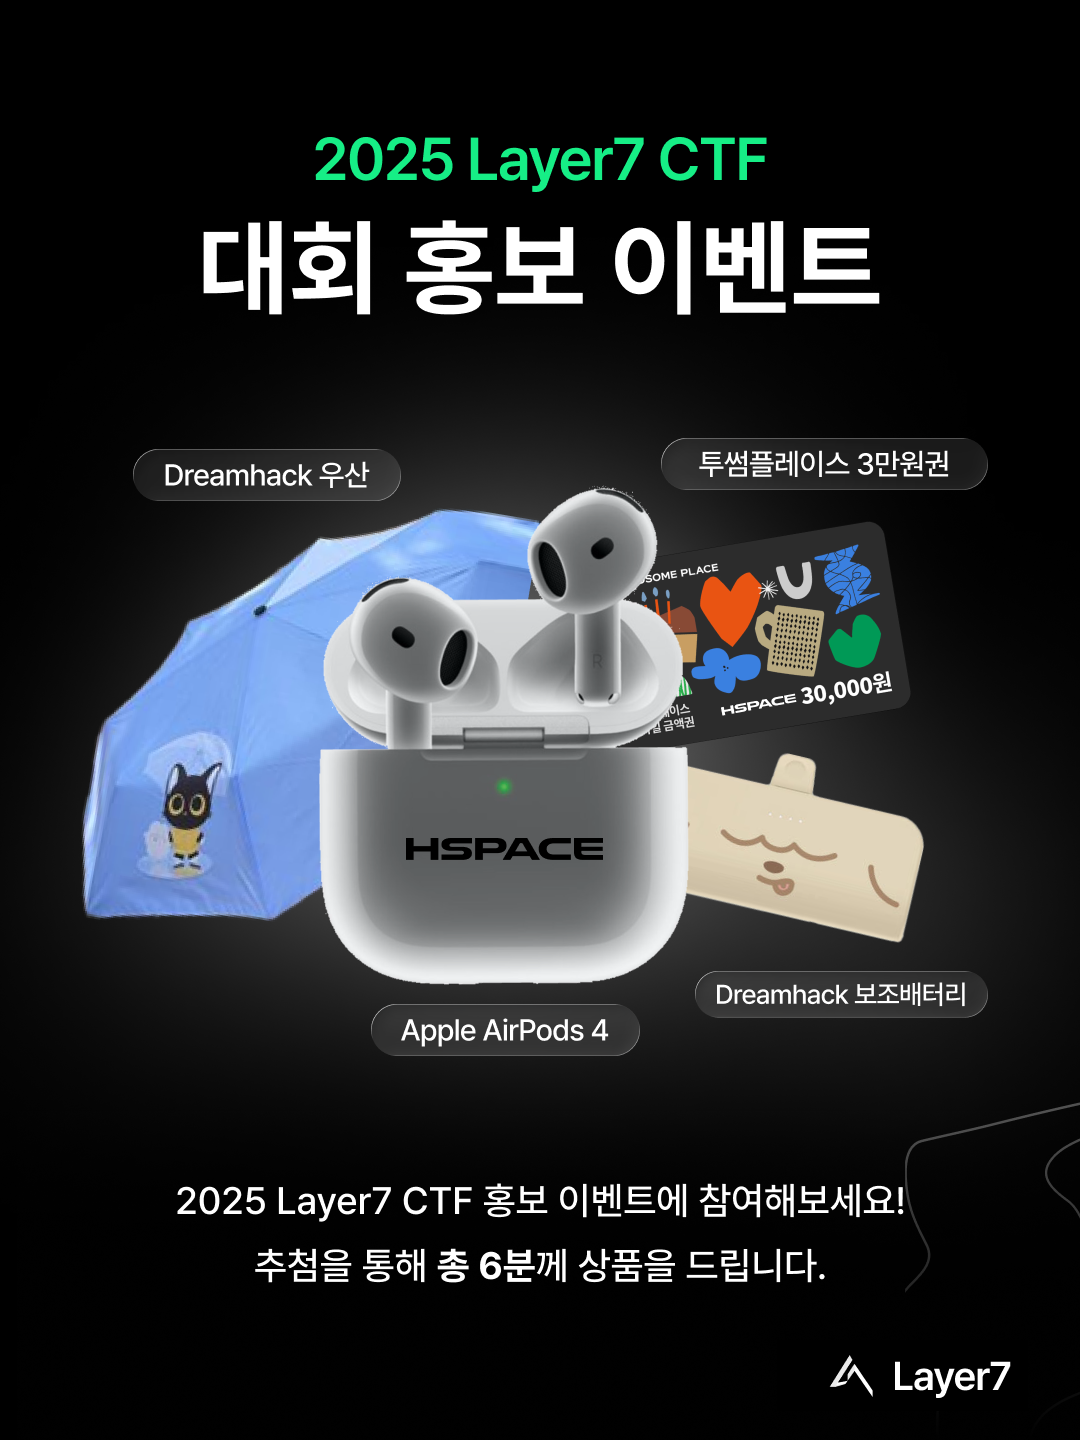 2025 Layer7 CTF
대회 홍보 이벤트
Dreamhack 우산
투썸플레이스 3만원권
SOME PLACE
R
HSPACE 30,000원
금액권
HSPACE
Dreamhack 보조배터리
Apple AirPods 4
2025 Layer7 CTF 홍보 이벤트에 참여해보세요!
추첨을 통해 총 6분께 상품을 드립니다.
Layer7